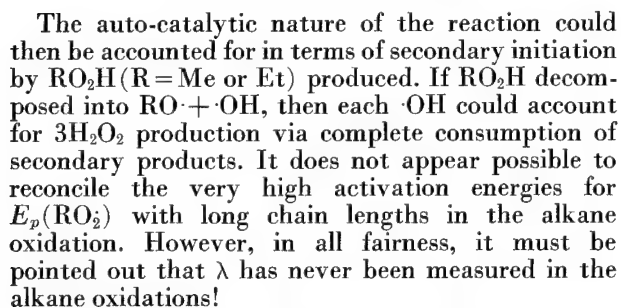 The auto-catalytic nature of the reaction could
then be accounted for in terms of secondary initiation
by RO₂H(R=Me or Et) produced. If RO₂H decom-
posed into RO·+·OH, then each ·OH could account
for 3H₂O₂ production via complete consumption of
secondary products. It does not appear possible to
reconcile the very high activation energies for
Eₚ(RO₂·) with long chain lengths in the alkane
oxidation. However, in all fairness, it must be
pointed out that λ has never been measured in the
alkane oxidations!